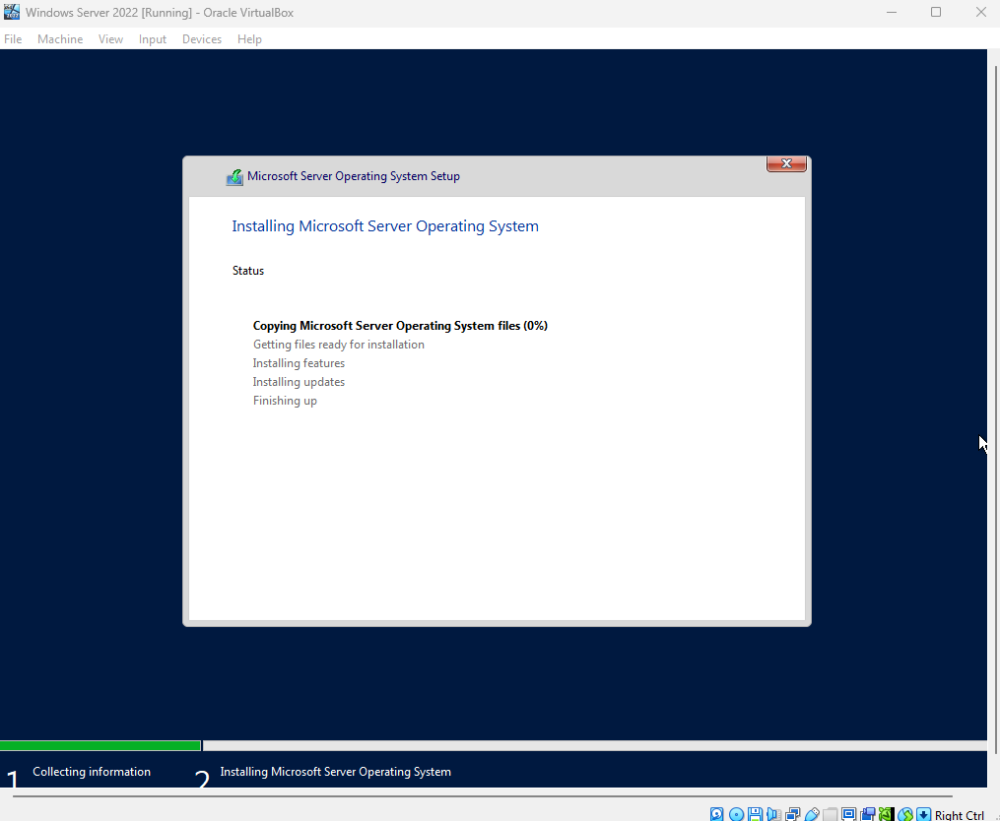 Windows Server 2022 [Running] - Oracle VirtualBox
File Machine View Input Devices Help
Microsoft Server Operating System Setup
Installing Microsoft Server Operating System
Status
Copying Microsoft Server Operating System files (0%)
Getting files ready for installation
Installing features
Installing updates
Finishing up
1 Collecting information 2 Installing Microsoft Server Operating System
Right Ctrl